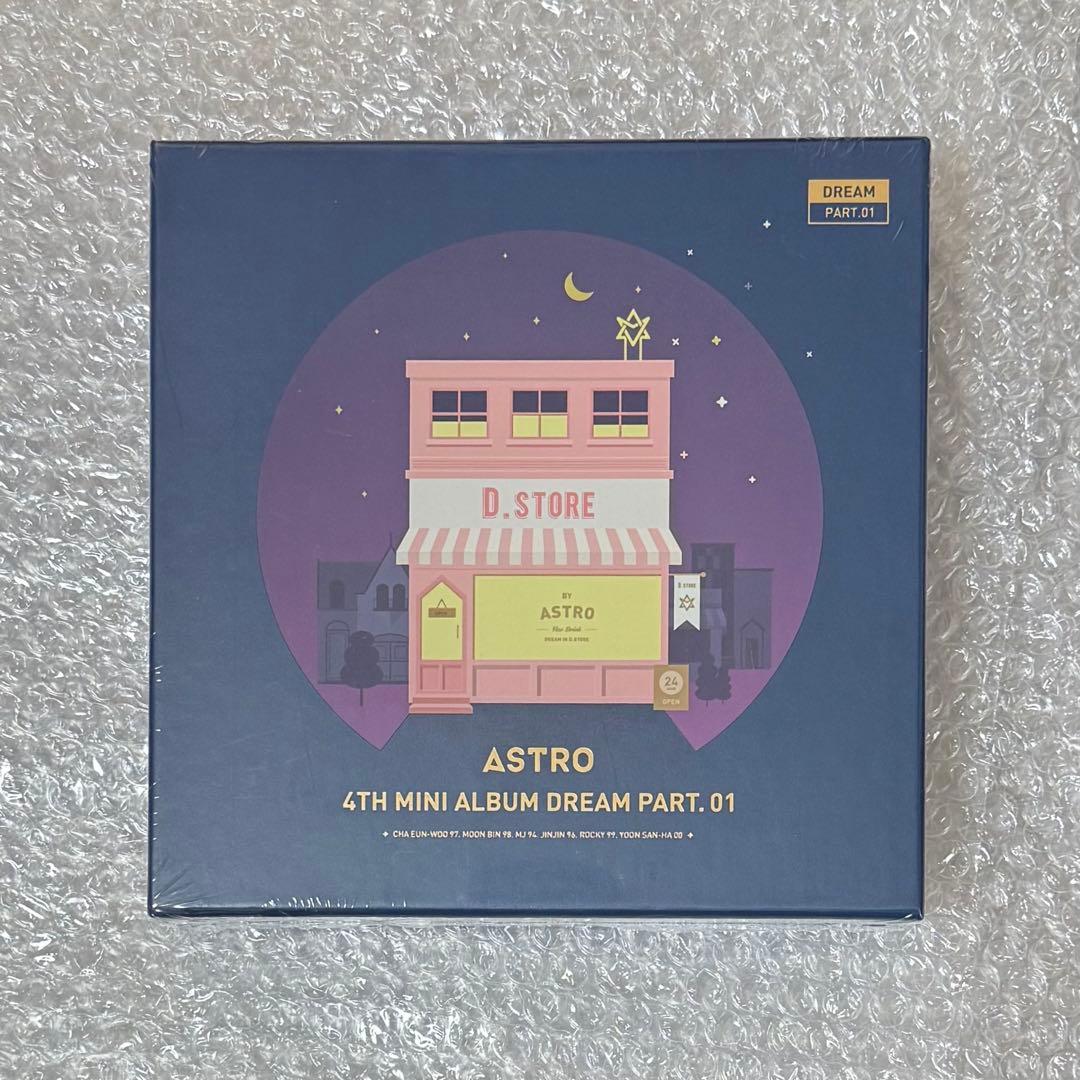 DREAM
PART.01
D.STORE
BY
ASTRO
DREAM IN D.STORE
D. STORE
24
OPEN
ASTRO
4TH MINI ALBUM DREAM PART. 01
CHA EUN-WOO 97. MOON BIN 98. MJ 94. JINJIN 96. ROCKY 99. YOON SAN-HA 00